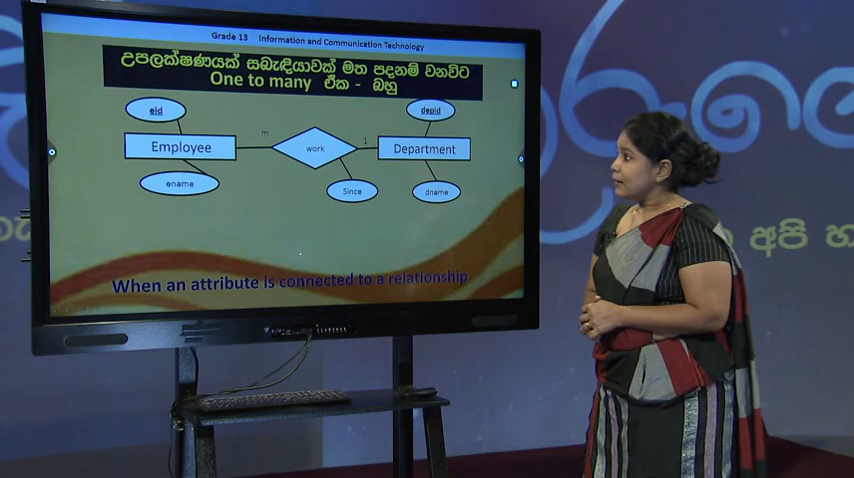 Grade 13 Information and Communication Technology
උපලක්ෂණයක් සබැඳියාවක් මත පදනම් වනවිට
One to many ඒක - බහු
eId
depid
m
1
Employee
work
Department
ename
Since
dname
When an attribute is connected to a relationship
අපි හ